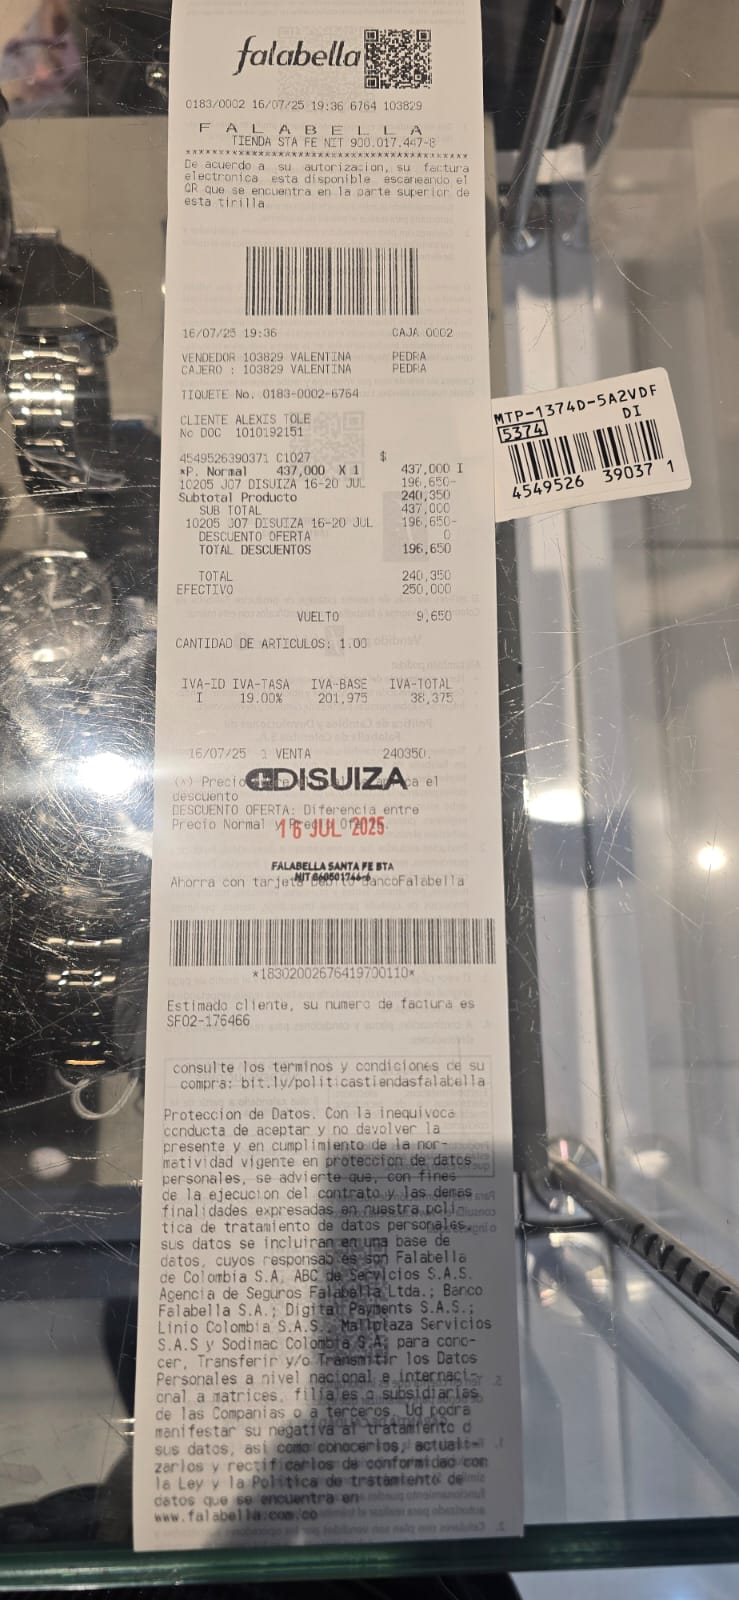 falabella
0183/0002 16/07/25 19:36 6764 103829
F A L A B E L L A
TIENDA STA FE NIT 900.017.447-8
De acuerdo a su autorizacion, su factura
electronica esta disponible escaneando el
QR que se encuentra en la parte superior de
esta tirilla
16/07/25 19:36 CAJA 0002
VENDEDOR 103829 VALENTINA PEDRA
CAJERO : 103829 VALENTINA PEDRA
TIQUETE No. 0183-0002-6764
CLIENTE ALEXIS TOLE
No DOC 1010192151
4549526390371 C1027 $
*P. Normal 437,000 X 1 437,000 I
10205 J07 DISUIZA 16-20 JUL 196,650-
Subtotal Producto 240,350
SUB TOTAL 437,000
10205 J07 DISUIZA 16-20 JUL 196,650-
DESCUENTO OFERTA 0
TOTAL DESCUENTOS 196,650
TOTAL 240,350
EFECTIVO 250,000
VUELTO 9,650
CANTIDAD DE ARTICULOS: 1.00
IVA-ID IVA-TASA IVA-BASE IVA-TOTAL
I 19.00% 201,975 38,375
16/07/25 1 VENTA 240350.
DISUIZA
(*) Precio el
descuento
DESCUENTO OFERTA: Diferencia entre
Precio Normal y
16 JUL 2025
FALABELLA SANTA FE BTA
NIT 860501746-6
Ahorra con tarjeta Debito BancoFalabella
*18302002676419700110*
Estimado cliente, su numero de factura es
SF02-176466
consulte los terminos y condiciones de su
compra: bit.ly/politicastiendasfalabella
Proteccion de Datos. Con la inequivoca
conducta de aceptar y no devolver la
presente y en cumplimiento de la nor-
matividad vigente en proteccion de datos
personales, se advierte que, con fines
de la ejecucion del contrato y las demas
finalidades expresadas en nuestra poli-
tica de tratamiento de datos personales,
sus datos se incluiran en una base de
datos, cuyos responsables son Falabella
de Colombia S.A, ABC de Servicios S.A.S.
Agencia de Seguros Falabella Ltda.; Banco
Falabella S.A.; Digital Payments S.A.S.;
Linio Colombia S.A.S., Mallplaza Servicios
S.A.S y Sodimac Colombia S.A, para cono-
cer, Transferir y/o Transmitir los Datos
Personales a nivel nacional e internaci-
onal a matrices, filiales o subsidiarias
de las Companias o a terceros. Ud podra
manifestar su negativa al tratamiento d
sus datos, asi como conocerlos, actuali-
zarlos y rectificarlos de conformidad con
la Ley y la Politica de tratamiento de
datos que se encuentra en
www.falabella.com.co
MTP-1374D-5A2VDF
DI
5374
4549526 39037 1